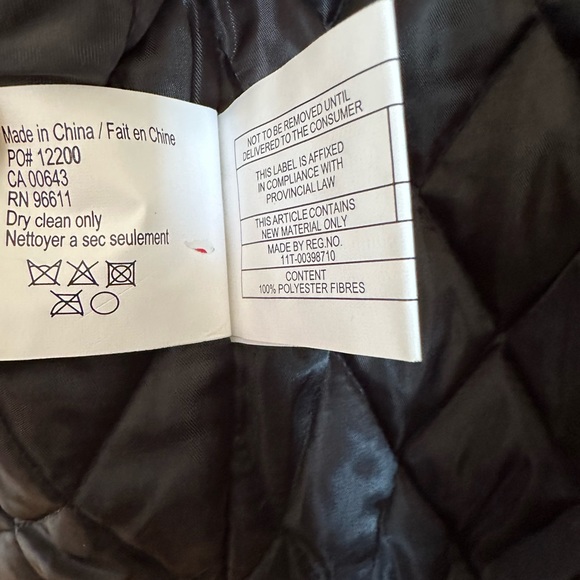 Made in China / Fait en Chine
PO# 12200
CA 00643
RN 96611
Dry clean only
Nettoyer a sec seulement
NOT TO BE REMOVED UNTIL
DELIVERED TO THE CONSUMER
THIS LABEL IS AFFIXED
IN COMPLIANCE WITH
PROVINCIAL LAW
THIS ARTICLE CONTAINS
NEW MATERIAL ONLY
MADE BY REG.NO.
11T-00398710
CONTENT
100% POLYESTER FIBRES